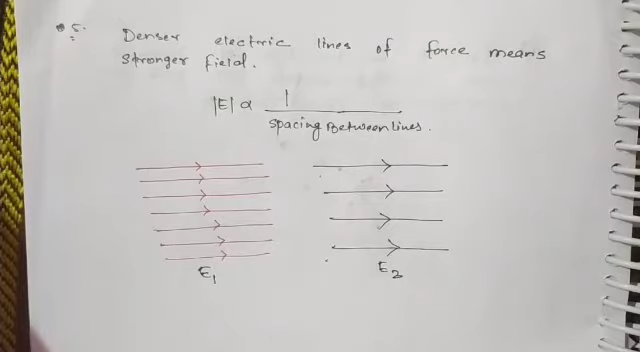 5.
Denser electric lines of force means
stronger field.
|E| ∝ 1
spacing Between lines.
E1
E2